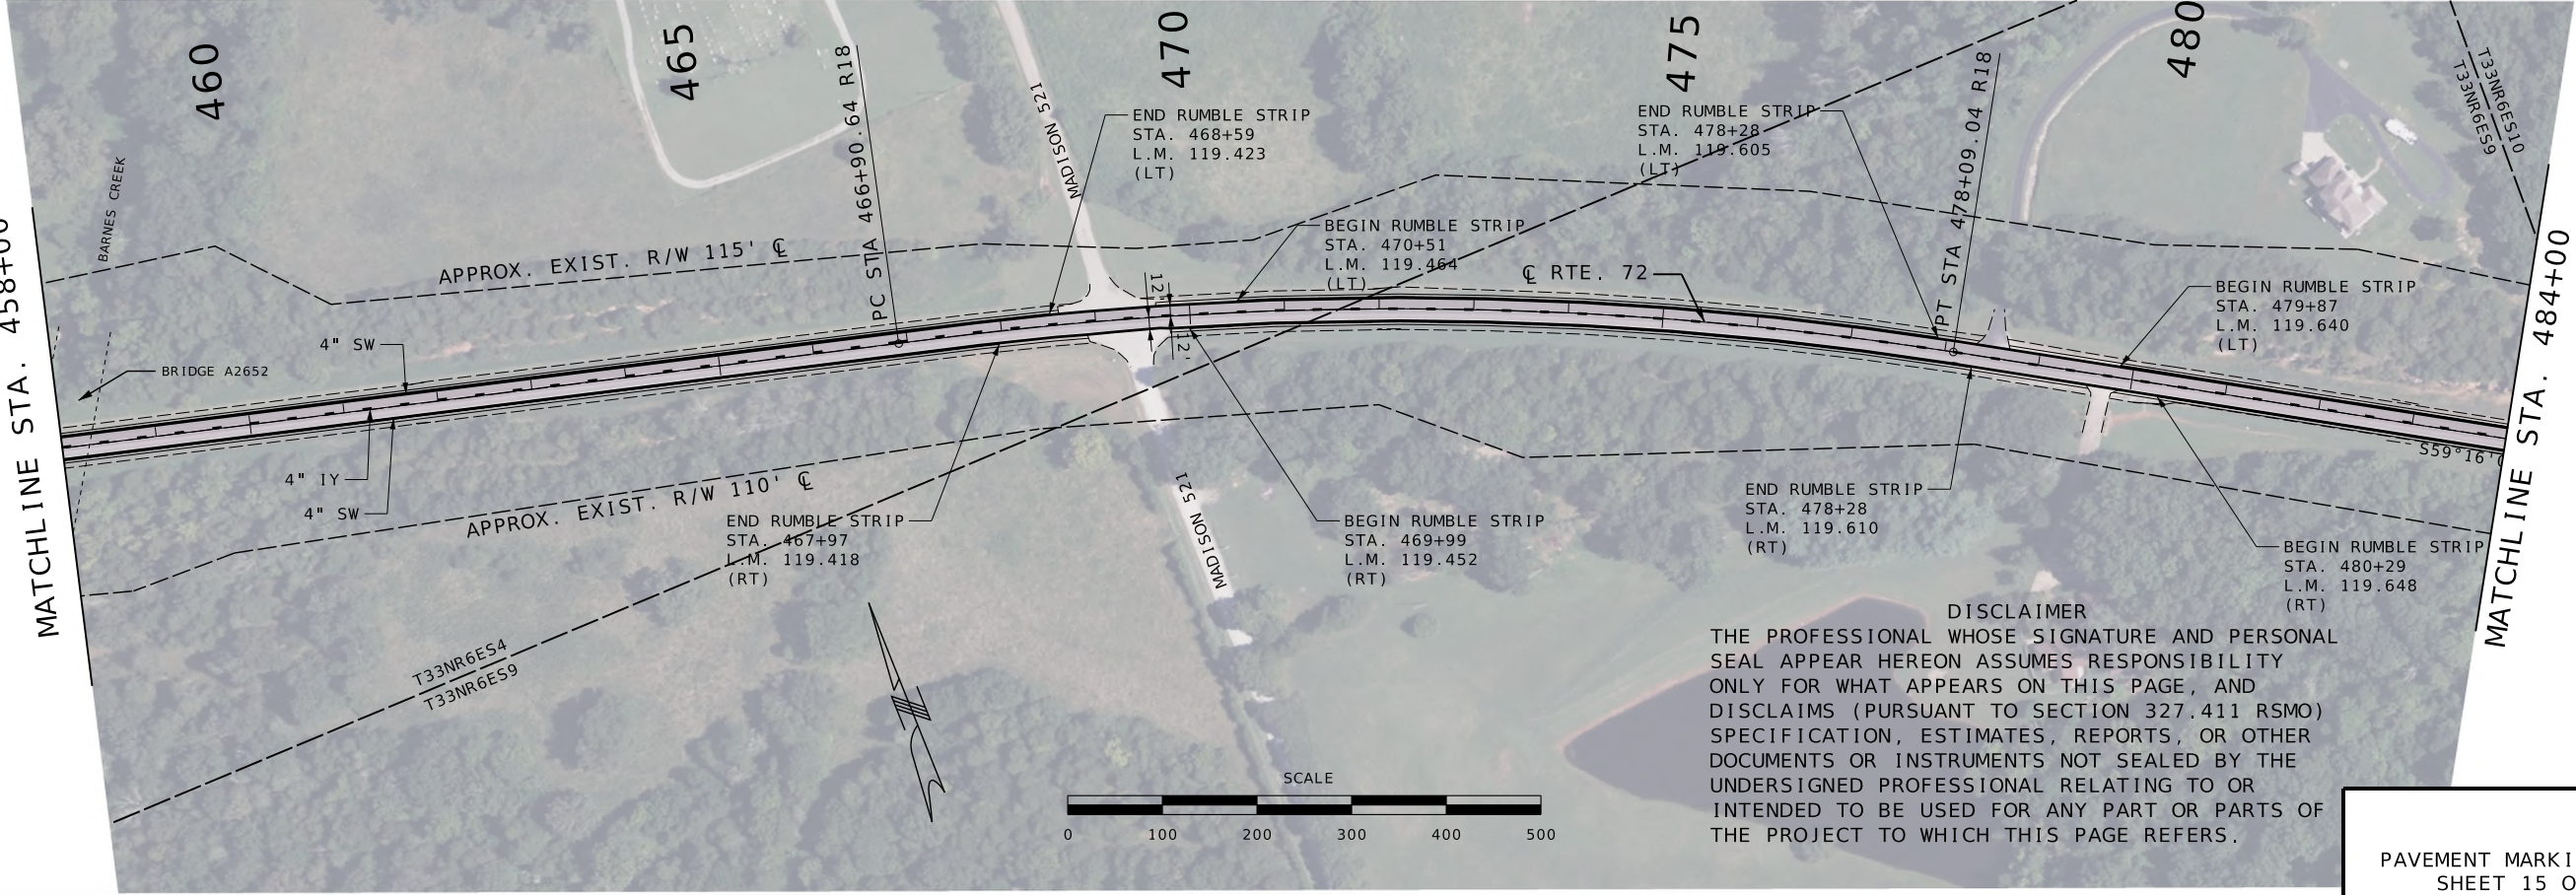 460
465
470
475
480
MATCHLINE STA. 458+00
BARNES CREEK
APPROX. EXIST. R/W 115' ℄
PC STA 466+90.64 R18
MADISON 521
END RUMBLE STRIP
STA. 468+59
L.M. 119.423
(LT)
BEGIN RUMBLE STRIP
STA. 470+51
L.M. 119.464
(LT)
12'
12'
℄ RTE. 72
END RUMBLE STRIP
STA. 478+28
L.M. 119.605
(LT)
PT STA 478+09.04 R18
T33NR6ES10
T33NR6ES9
BEGIN RUMBLE STRIP
STA. 479+87
L.M. 119.640
(LT)
MATCHLINE STA. 484+00
4" SW
BRIDGE A2652
4" IY
4" SW
APPROX. EXIST. R/W 110' ℄
END RUMBLE STRIP
STA. 467+97
L.M. 119.418
(RT)
MADISON 521
BEGIN RUMBLE STRIP
STA. 469+99
L.M. 119.452
(RT)
END RUMBLE STRIP
STA. 478+28
L.M. 119.610
(RT)
S59°16'
BEGIN RUMBLE STRIP
STA. 480+29
L.M. 119.648
(RT)
T33NR6ES4
T33NR6ES9
SCALE
0 100 200 300 400 500
DISCLAIMER
THE PROFESSIONAL WHOSE SIGNATURE AND PERSONAL
SEAL APPEAR HEREON ASSUMES RESPONSIBILITY
ONLY FOR WHAT APPEARS ON THIS PAGE, AND
DISCLAIMS (PURSUANT TO SECTION 327.411 RSMO)
SPECIFICATION, ESTIMATES, REPORTS, OR OTHER
DOCUMENTS OR INSTRUMENTS NOT SEALED BY THE
UNDERSIGNED PROFESSIONAL RELATING TO OR
INTENDED TO BE USED FOR ANY PART OR PARTS OF
THE PROJECT TO WHICH THIS PAGE REFERS.
PAVEMENT MARKI
SHEET 15 O